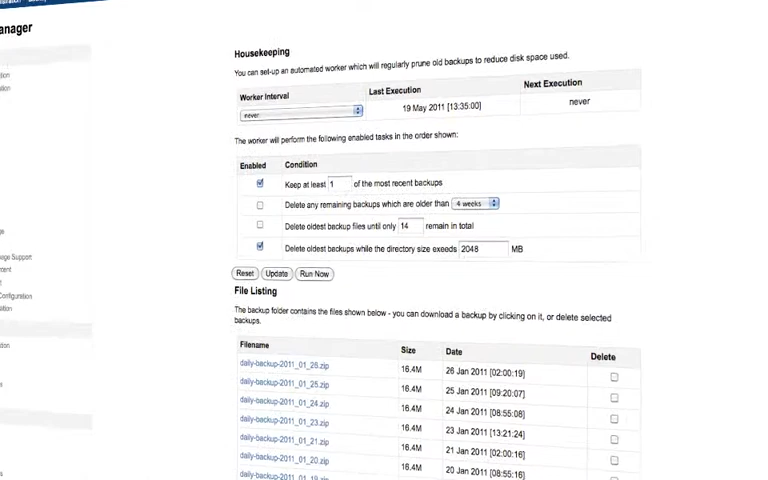 anager
Housekeeping
You can set-up an automated worker which will regularly prune old backups to reduce disk space used.
Worker Interval Last Execution Next Execution
never 19 May 2011 [13:35:00] never
The worker will perform the following enabled tasks in the order shown:
Enabled Condition
Keep at least 1 of the most recent backups
Delete any remaining backups which are older than 4 weeks
Delete oldest backup files until only 14 remain in total
Delete oldest backups while the directory size exceeds 2048 MB
Reset Update Run Now
File Listing
The backup folder contains the files shown below - you can download a backup by clicking on it, or delete selected
backups.
Filename Size Date Delete
daily-backup-2011_01_26.zip 16.4M 26 Jan 2011 [02:00:19]
daily-backup-2011_01_25.zip 16.4M 25 Jan 2011 [09:20:07]
daily-backup-2011_01_24.zip 16.4M 24 Jan 2011 [08:55:08]
daily-backup-2011_01_23.zip 16.4M 23 Jan 2011 [13:21:24]
daily-backup-2011_01_21.zip 16.4M 21 Jan 2011 [02:00:16]
daily-backup-2011_01_20.zip 16.4M 20 Jan 2011 [08:55:16]
age Support
Configuration